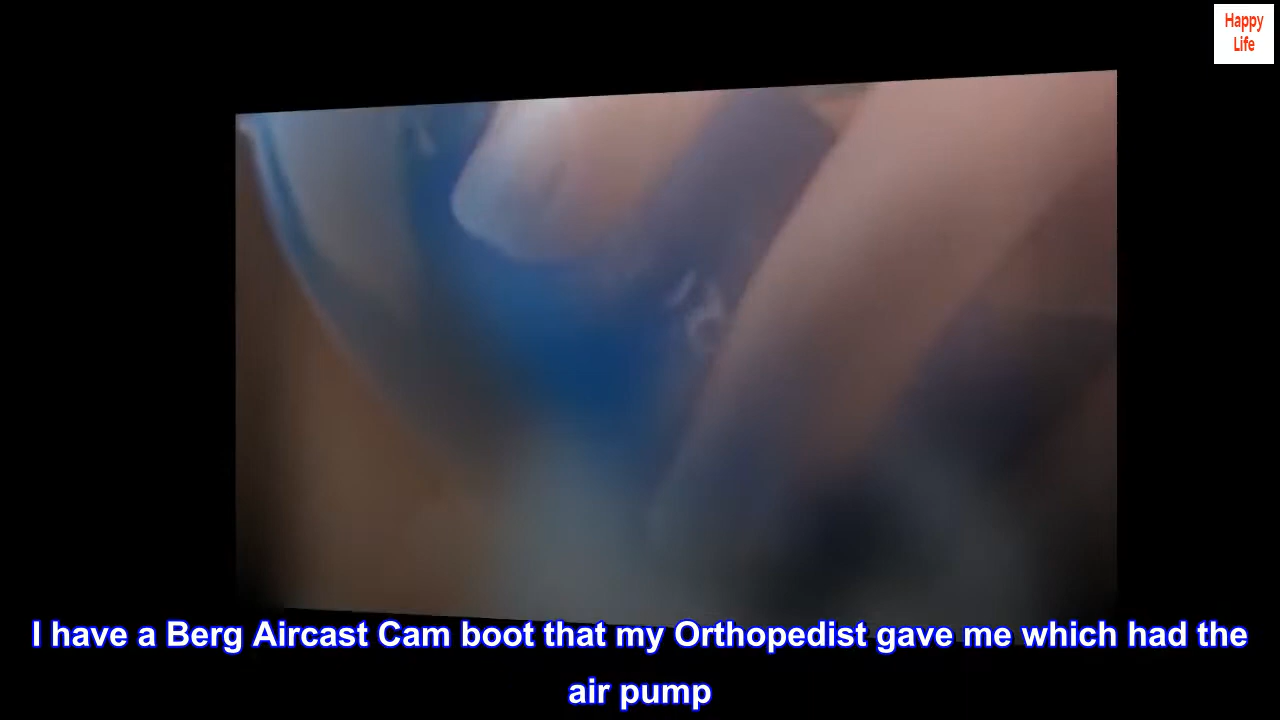 Happy
Life
I have a Berg Aircast Cam boot that my Orthopedist gave me which had the
air pump